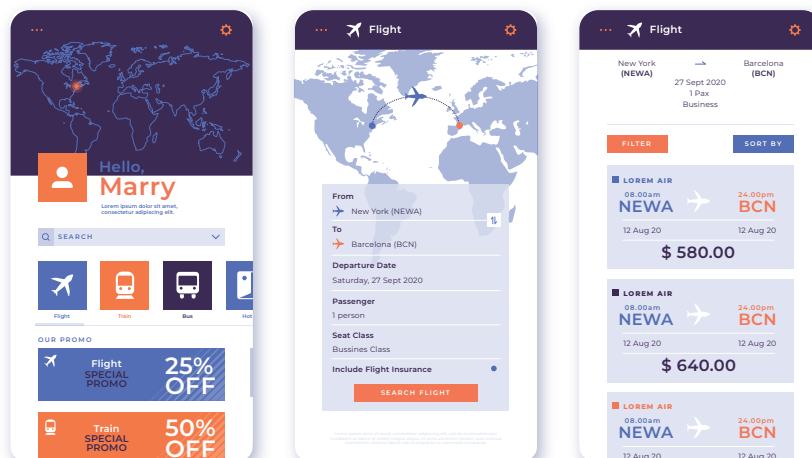 Hello,
Marry
Lorem ipsum dolor sit amet,
consectetur adipiscing elit.
SEARCH
Flight
Train
Bus
Hot
OUR PROMO
Flight
SPECIAL
PROMO
25%
OFF
Train
SPECIAL
PROMO
50%
OFF
Flight
From
New York (NEWA)
To
Barcelona (BCN)
Departure Date
Saturday, 27 Sept 2020
Passenger
1 person
Seat Class
Bussines Class
Include Flight Insurance
SEARCH FLIGHT
Flight
New York
(NEWA)
Barcelona
(BCN)
27 Sept 2020
1 Pax
Business
FILTER
SORT BY
LOREM AIR
08.00am
NEWA
24.00pm
BCN
12 Aug 20
12 Aug 20
$ 580.00
LOREM AIR
08.00am
NEWA
24.00pm
BCN
12 Aug 20
12 Aug 20
$ 640.00
LOREM AIR
08.00am
NEWA
24.00pm
BCN
12 Aug 20
12 Aug 20